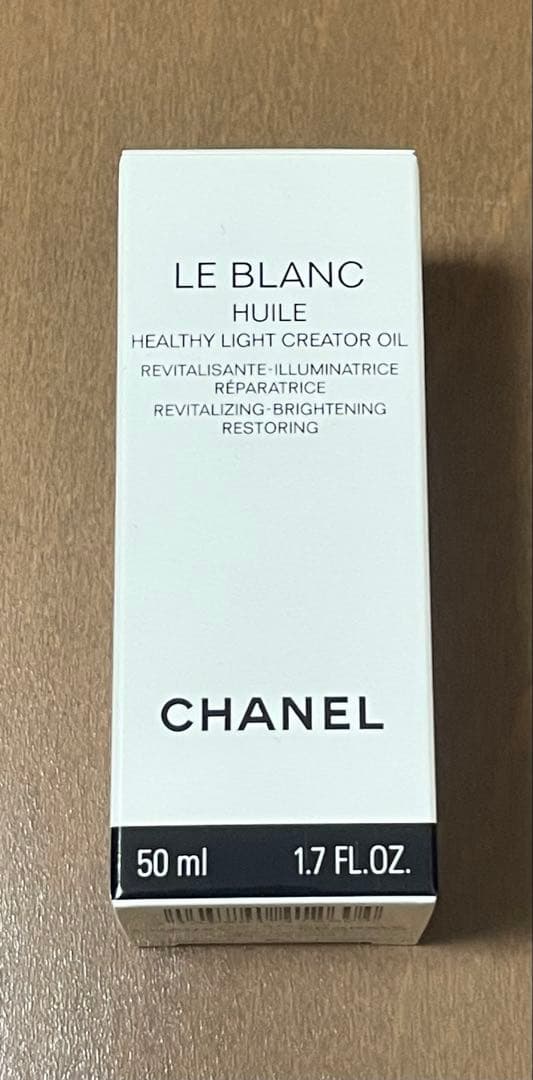 LE BLANC
HUILE
HEALTHY LIGHT CREATOR OIL
REVITALISANTE-ILLUMINATRICE
RÉPARATRICE
REVITALIZING-BRIGHTENING
RESTORING
CHANEL
50 ml 1.7 FL.OZ.